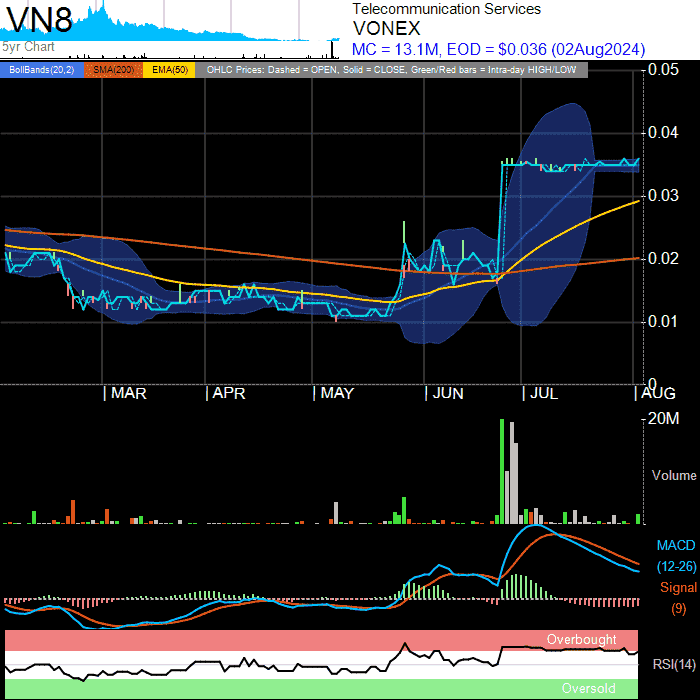 VN8
5yr Chart
Telecommunication Services
VONEX
MC = 13.1M, EOD = $0.036 (02Aug2024)
BollBands(20,2) SMA(200) EMA(50) OHLC Prices: Dashed = OPEN, Solid = CLOSE, Green/Red bars = Intra-day HIGH/LOW
0.05
0.04
0.03
0.02
0.01
0
| MAR | APR | MAY | JUN | JUL | AUG
20M
Volume
MACD
(12-26)
Signal
(9)
Overbought
RSI(14)
Oversold